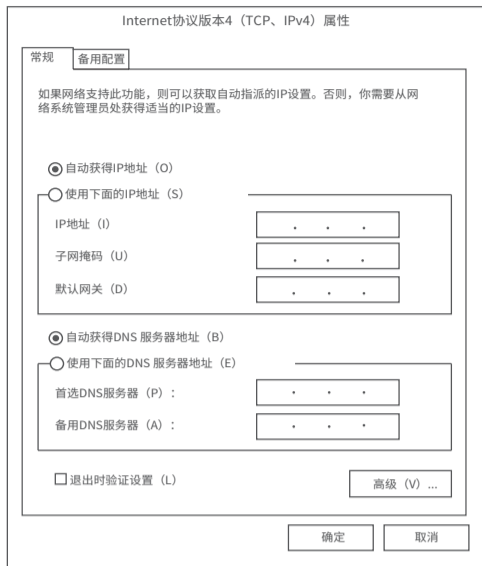 Internet协议版本4（TCP、IPv4）属性
常规
备用配置
如果网络支持此功能，则可以获取自动指派的IP设置。否则，你需要从网
络系统管理员处获得适当的IP设置。
自动获得IP地址（O）
使用下面的IP地址（S）
IP地址（I）
子网掩码（U）
默认网关（D）
自动获得DNS 服务器地址（B）
使用下面的DNS 服务器地址（E）
首选DNS服务器（P）：
备用DNS服务器（A）：
退出时验证设置（L）
高级（V）...
确定
取消